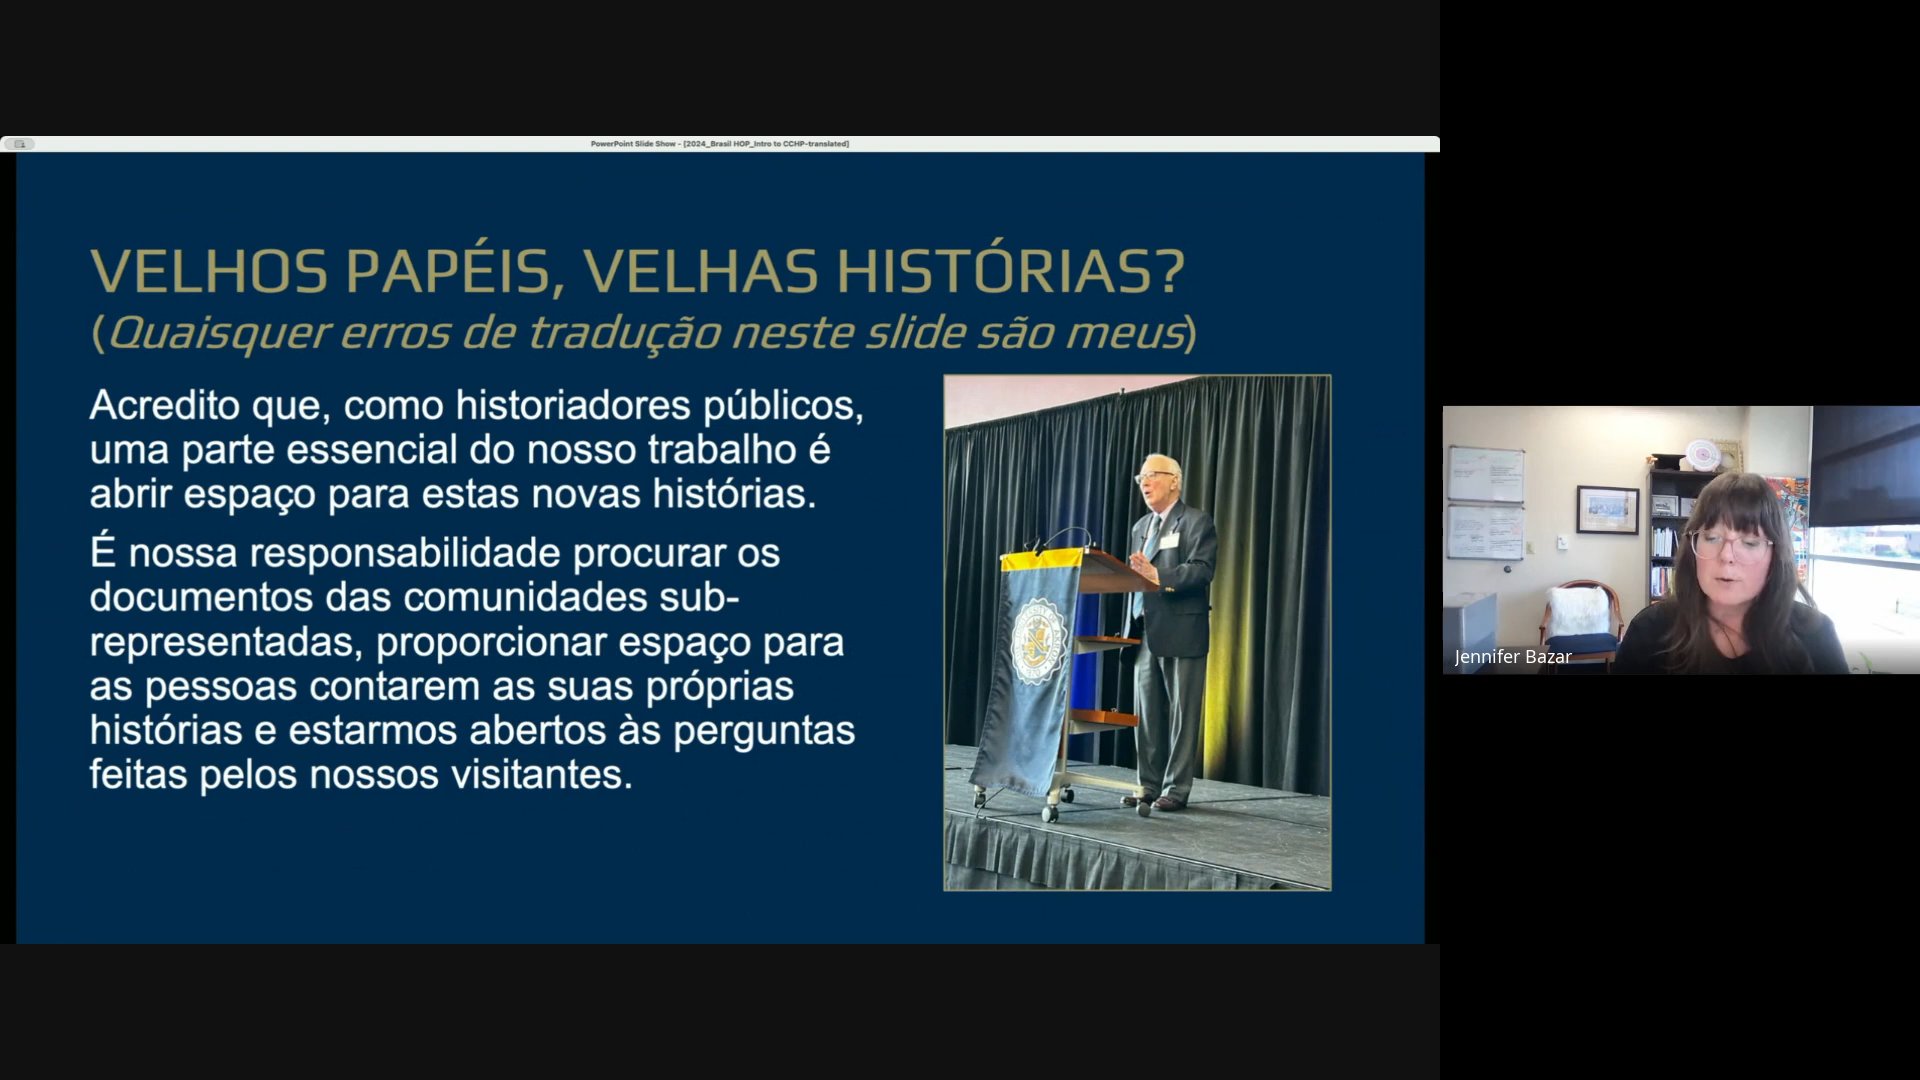 PowerPoint Slide Show - [2024_Brasil HOP_Intro to CCHP-translated]
VELHOS PAPÉIS, VELHAS HISTÓRIAS?
(Quaisquer erros de tradução neste slide são meus)
Acredito que, como historiadores públicos,
uma parte essencial do nosso trabalho é
abrir espaço para estas novas histórias.
É nossa responsabilidade procurar os
documentos das comunidades sub-
representadas, proporcionar espaço para
as pessoas contarem as suas próprias
histórias e estarmos abertos às perguntas
feitas pelos nossos visitantes.
Jennifer Bazar